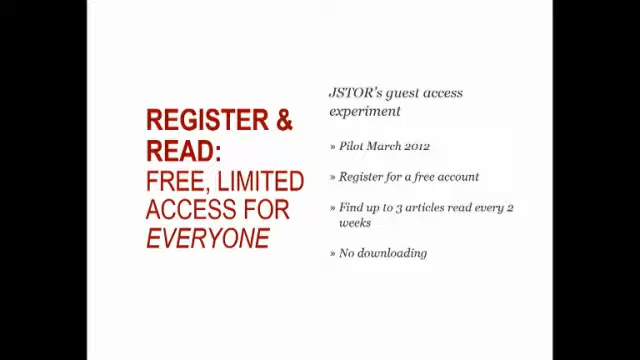 REGISTER &
READ:
FREE, LIMITED
ACCESS FOR
EVERYONE
JSTOR's guest access
experiment
» Pilot March 2012
» Register for a free account
» Find up to 3 articles read every 2
weeks
» No downloading